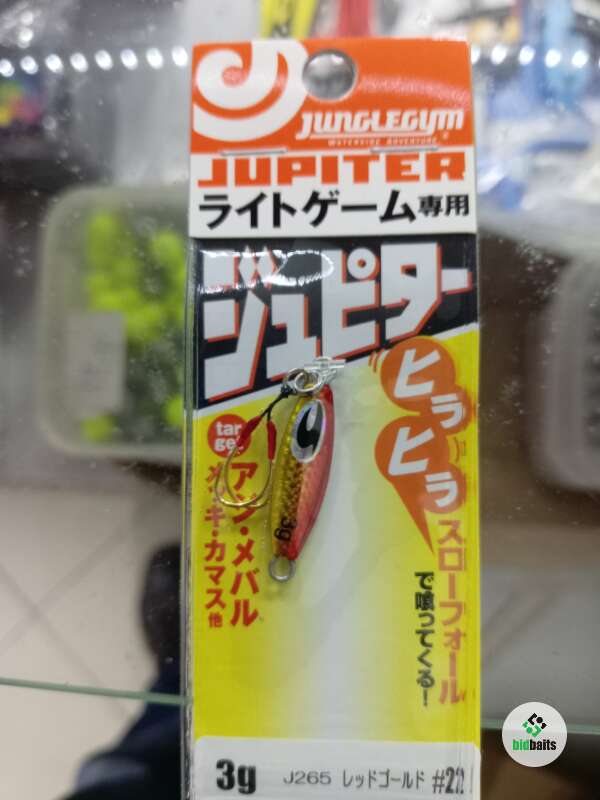 JUNGLEGYM
WATERSIDE ADVENTURE
JUPITER
ライトゲーム専用
ジュピター
ヒラヒラ
スローフォール
で喰ってくる!
target
アジ・メバル
キ・カマス他
3g
3g
J265 レッドゴールド
bidbaits